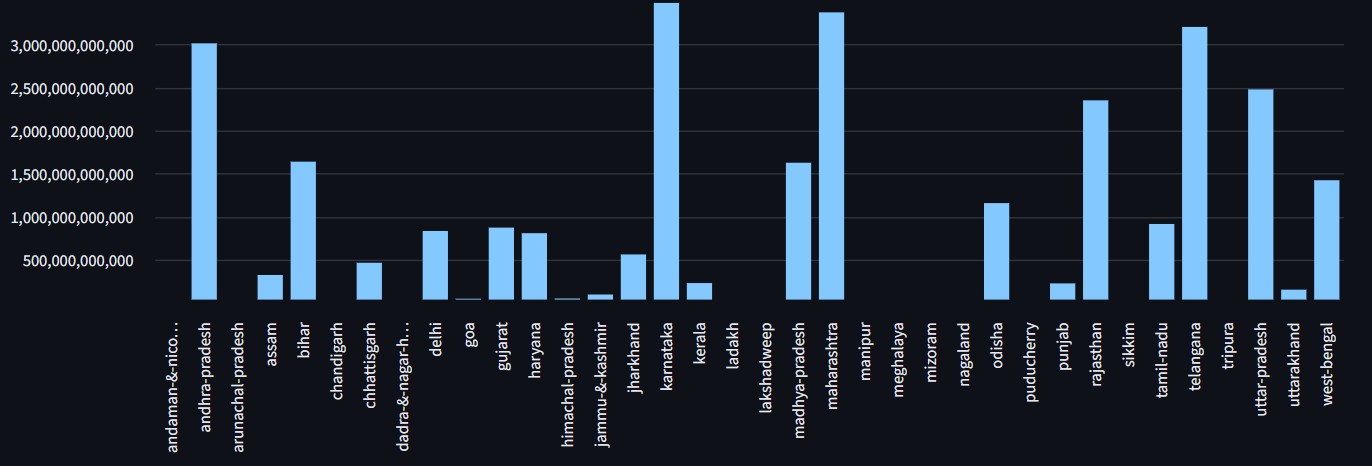 3,000,000,000,000
2,500,000,000,000
2,000,000,000,000
1,500,000,000,000
1,000,000,000,000
500,000,000,000
andaman-&-nico…
andhra-pradesh
arunachal-pradesh
assam
bihar
chandigarh
chhattisgarh
dadra-&-nagar-h…
delhi
goa
gujarat
haryana
himachal-pradesh
jammu-&-kashmir
jharkhand
karnataka
kerala
ladakh
lakshadweep
madhya-pradesh
maharashtra
manipur
meghalaya
mizoram
nagaland
odisha
puducherry
punjab
rajasthan
sikkim
tamil-nadu
telangana
tripura
uttar-pradesh
uttarakhand
west-bengal